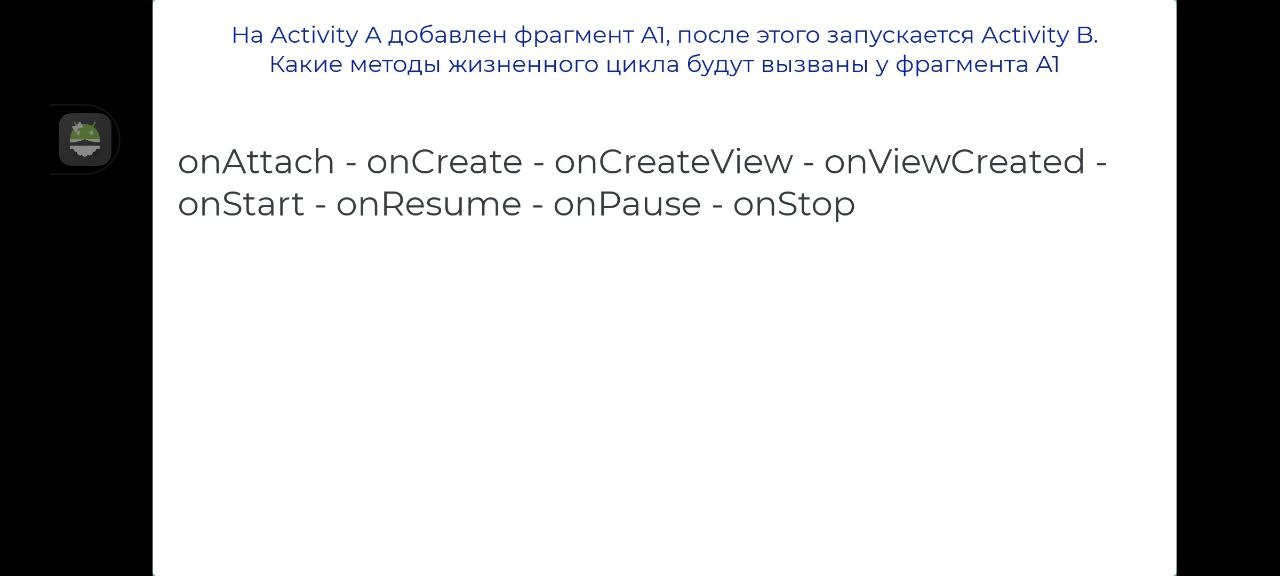 На Activity A добавлен фрагмент A1, после этого запускается Activity B.
Какие методы жизненного цикла будут вызваны у фрагмента A1
onAttach - onCreate - onCreateView - onViewCreated -
onStart - onResume - onPause - onStop